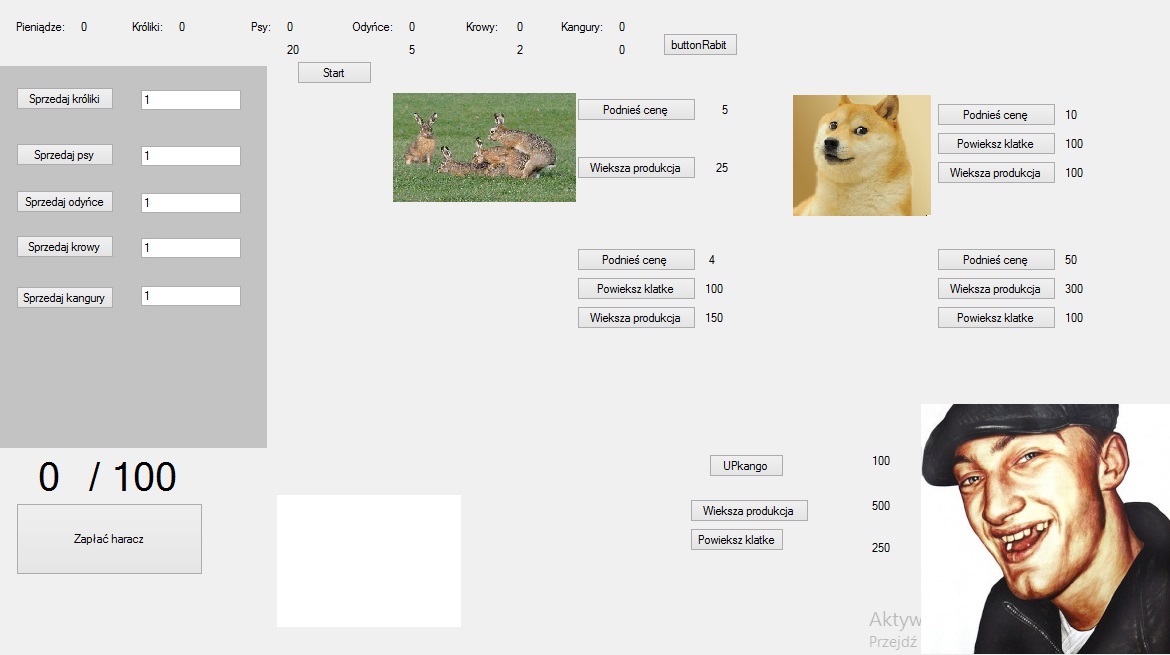 Pieniądze: 0 Króliki: 0 Psy: 0 Odyńce: 0 Krowy: 0 Kangury: 0
20 5 2 0 buttonRabit
Start
Sprzedaj króliki 1
Podnieś cenę 5
Podnieś cenę 10
Powieksz klatke 100
Sprzedaj psy 1
Wieksza produkcja 25
Wieksza produkcja 100
Sprzedaj odyńce 1
Sprzedaj krowy 1
Podnieś cenę 4
Podnieś cenę 50
Powieksz klatke 100
Wieksza produkcja 300
Sprzedaj kangury 1
Wieksza produkcja 150
Powieksz klatke 100
0 / 100
UPkango 100
Wieksza produkcja 500
Zapłać haracz
Powieksz klatke 250
Aktyw
Przejdź